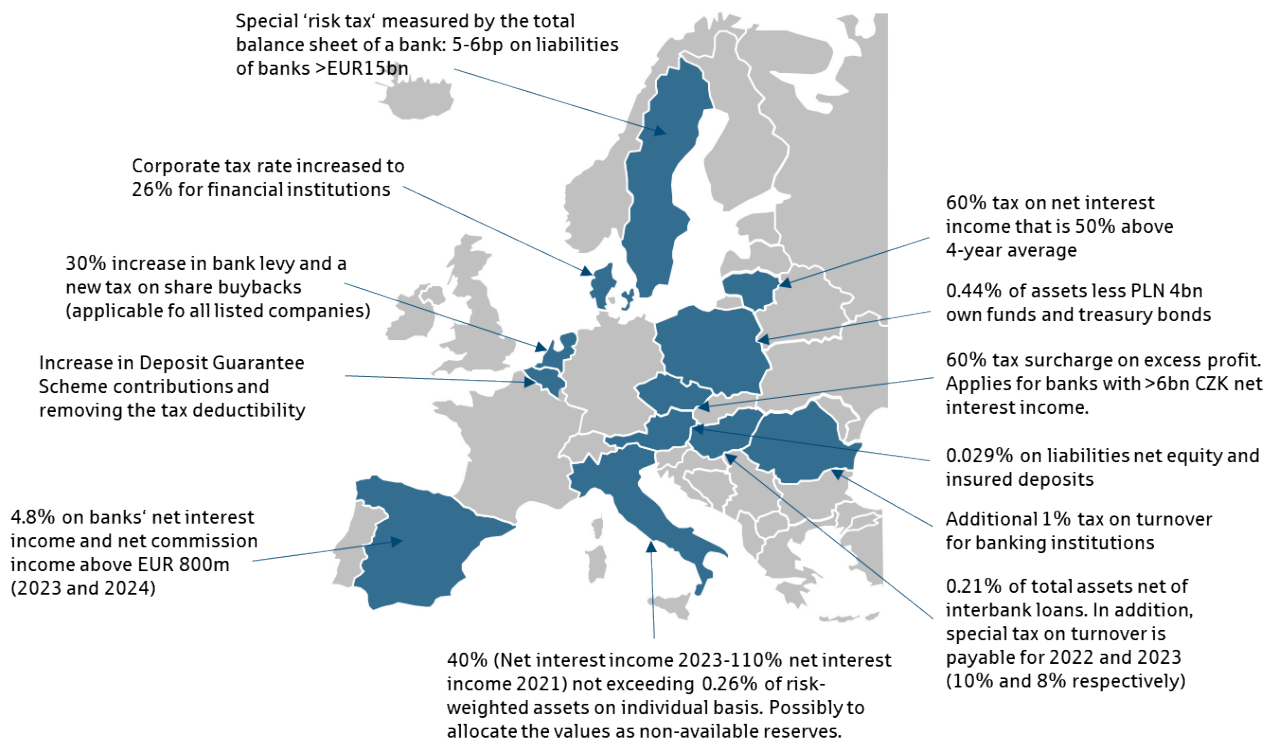 Special ‘risk tax‘ measured by the total
balance sheet of a bank: 5-6bp on liabilities
of banks >EUR15bn
Corporate tax rate increased to
26% for financial institutions
30% increase in bank levy and a
new tax on share buybacks
(applicable fo all listed companies)
Increase in Deposit Guarantee
Scheme contributions and
removing the tax deductibility
4.8% on banks‘ net interest
income and net commission
income above EUR 800m
(2023 and 2024)
40% (Net interest income 2023-110% net interest
income 2021) not exceeding 0.26% of risk-
weighted assets on individual basis. Possibly to
allocate the values as non-available reserves.
60% tax on net interest
income that is 50% above
4-year average
0.44% of assets less PLN 4bn
own funds and treasury bonds
60% tax surcharge on excess profit.
Applies for banks with >6bn CZK net
interest income.
0.029% on liabilities net equity and
insured deposits
Additional 1% tax on turnover
for banking institutions
0.21% of total assets net of
interbank loans. In addition,
special tax on turnover is
payable for 2022 and 2023
(10% and 8% respectively)